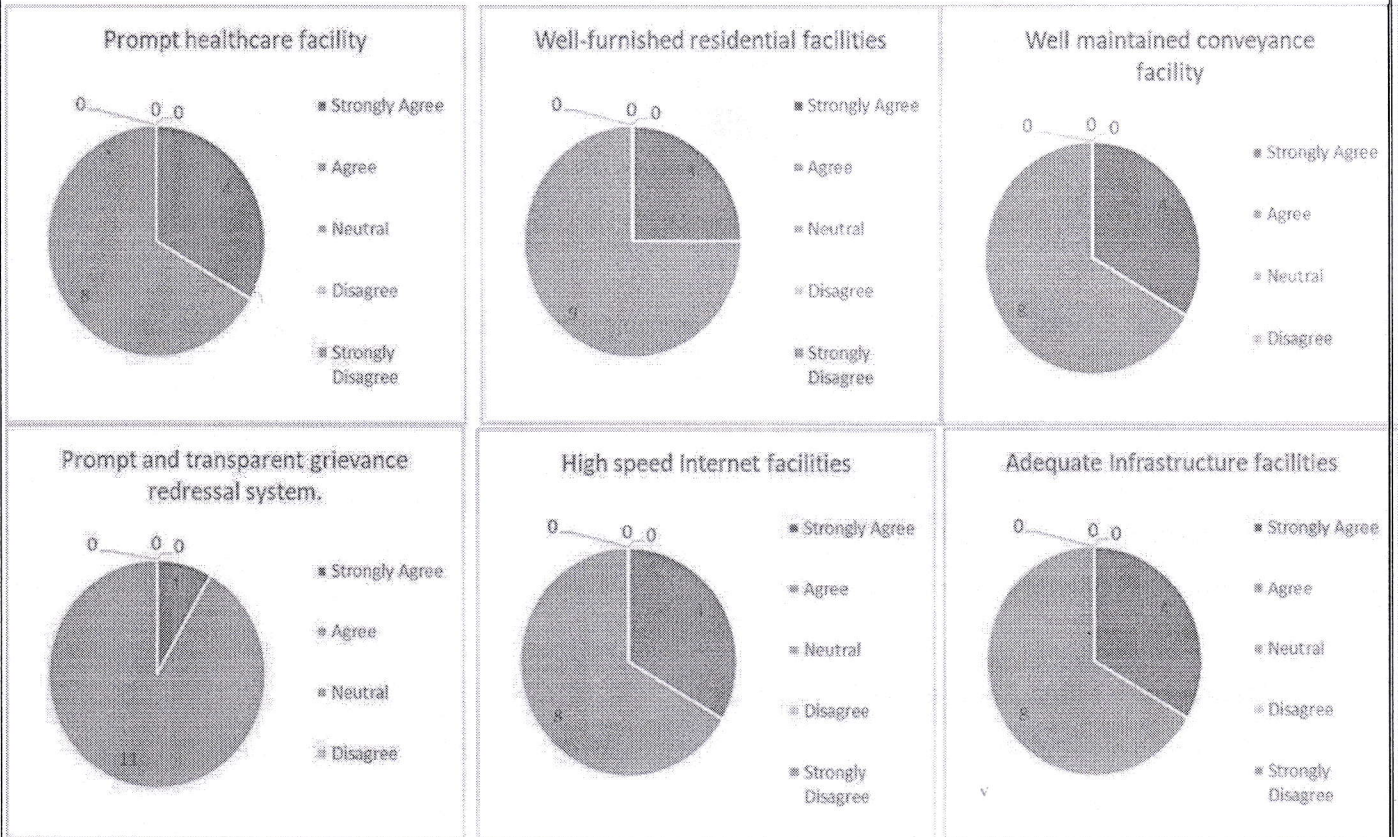 Prompt healthcare facility
0 0 0
8
Strongly Agree
Agree
Neutral
Disagree
Strongly
Disagree
Well-furnished residential facilities
0 0 0
9
Strongly Agree
Agree
Neutral
Disagree
Strongly
Disagree
Well maintained conveyance
facility
0 0 0
8
Strongly Agree
Agree
Neutral
Disagree
Prompt and transparent grievance
redressal system.
0 0 0
1
11
Strongly Agree
Agree
Neutral
Disagree
High speed Internet facilities
0 0 0
8
Strongly Agree
Agree
Neutral
Disagree
Strongly
Disagree
Adequate Infrastructure facilities
0 0 0
8
Strongly Agree
Agree
Neutral
Disagree
Strongly
Disagree